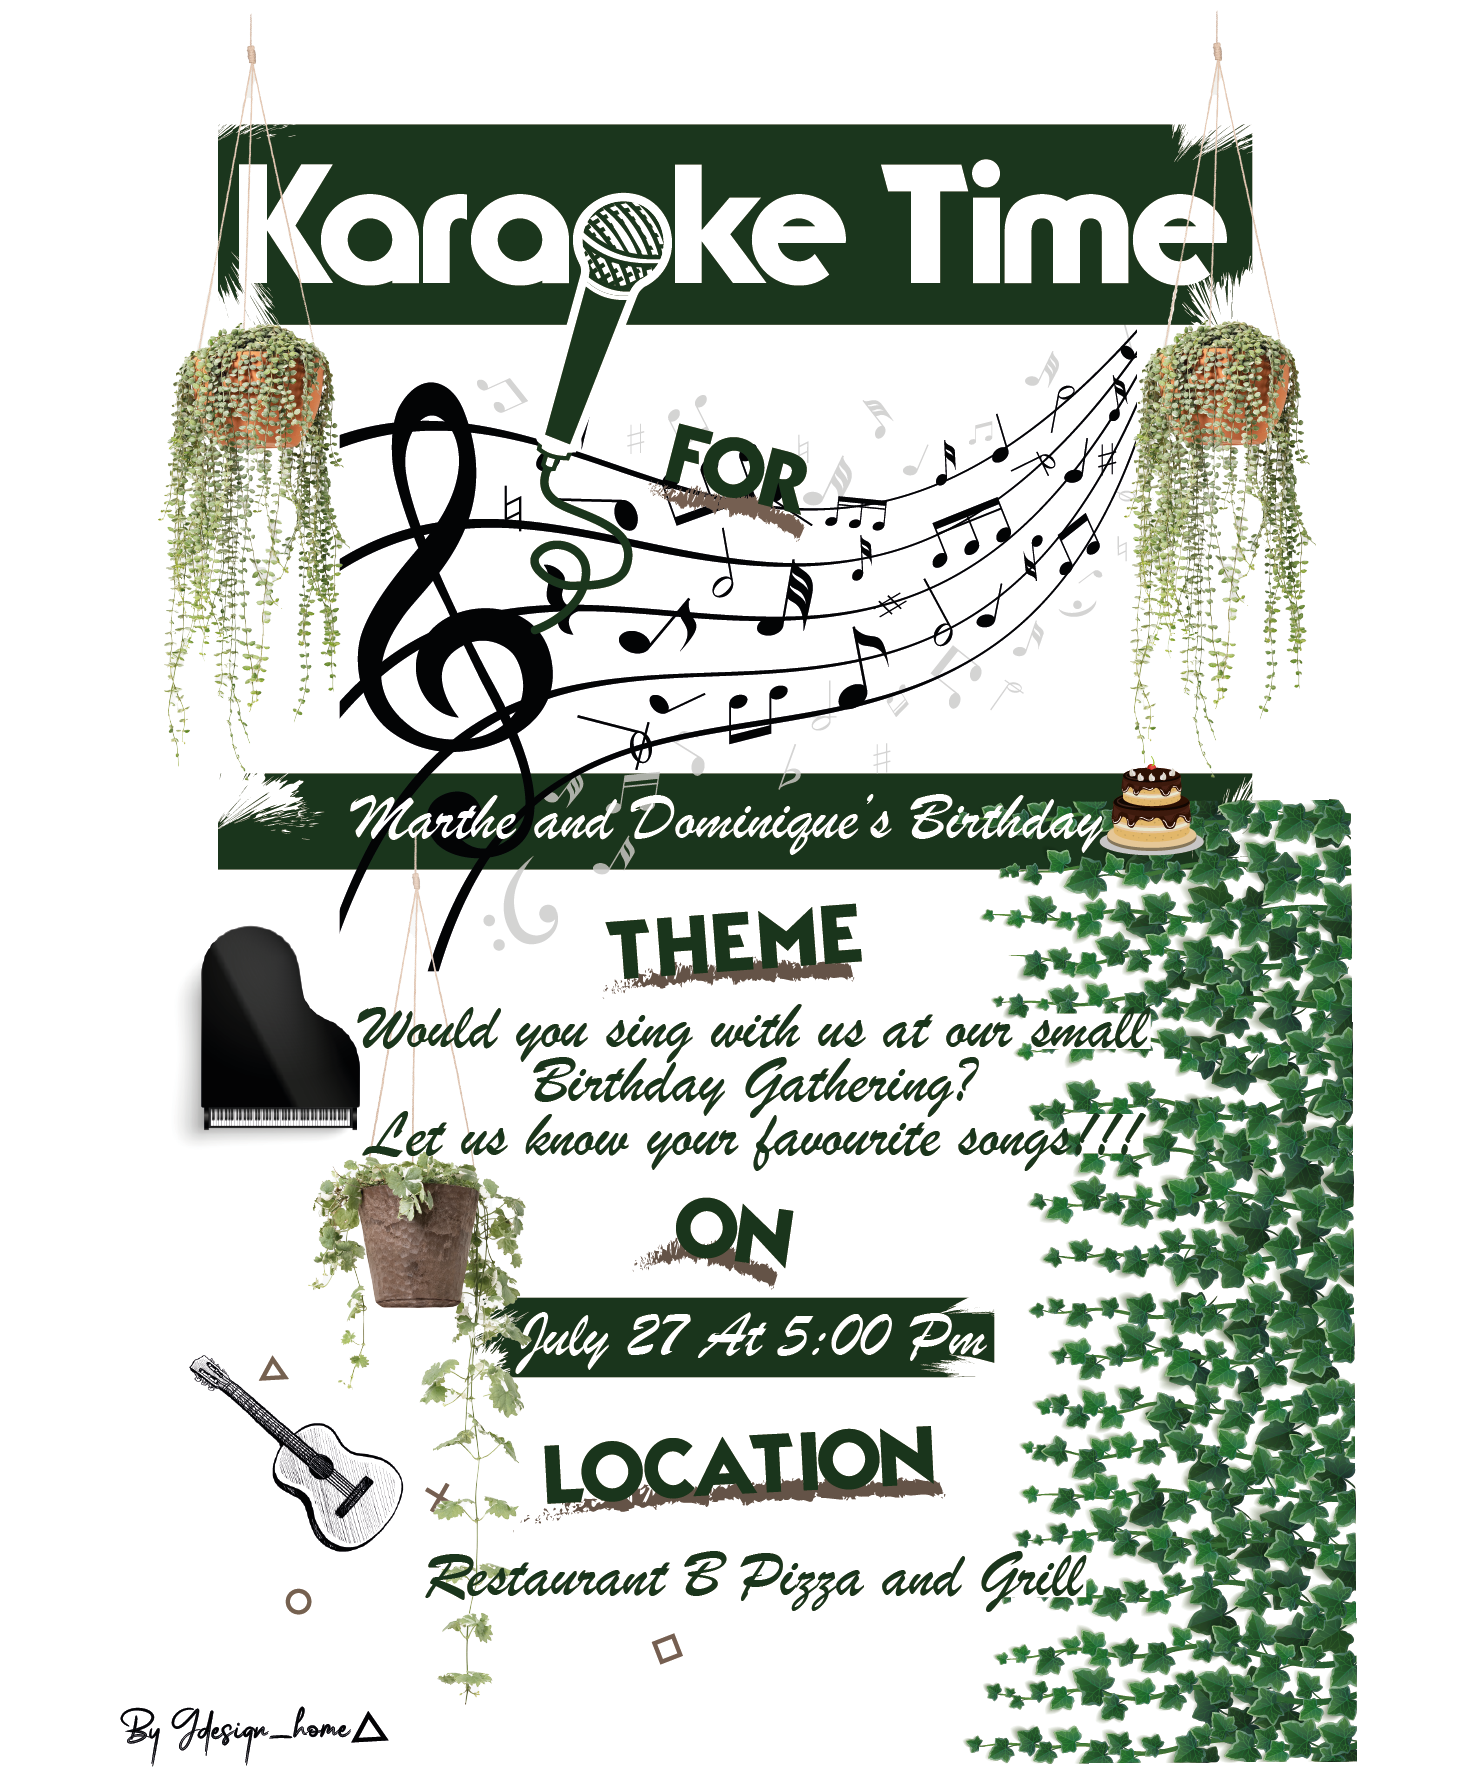 Karaoke Time
FOR
Marthe and Dominique's Birthday
THEME
Would you sing with us at our small
Birthday Gathering?
Let us know your favourite songs!!!
ON
July 27 At 5:00 Pm
LOCATION
Restaurant B Pizza and Grill
By Gdesign_home